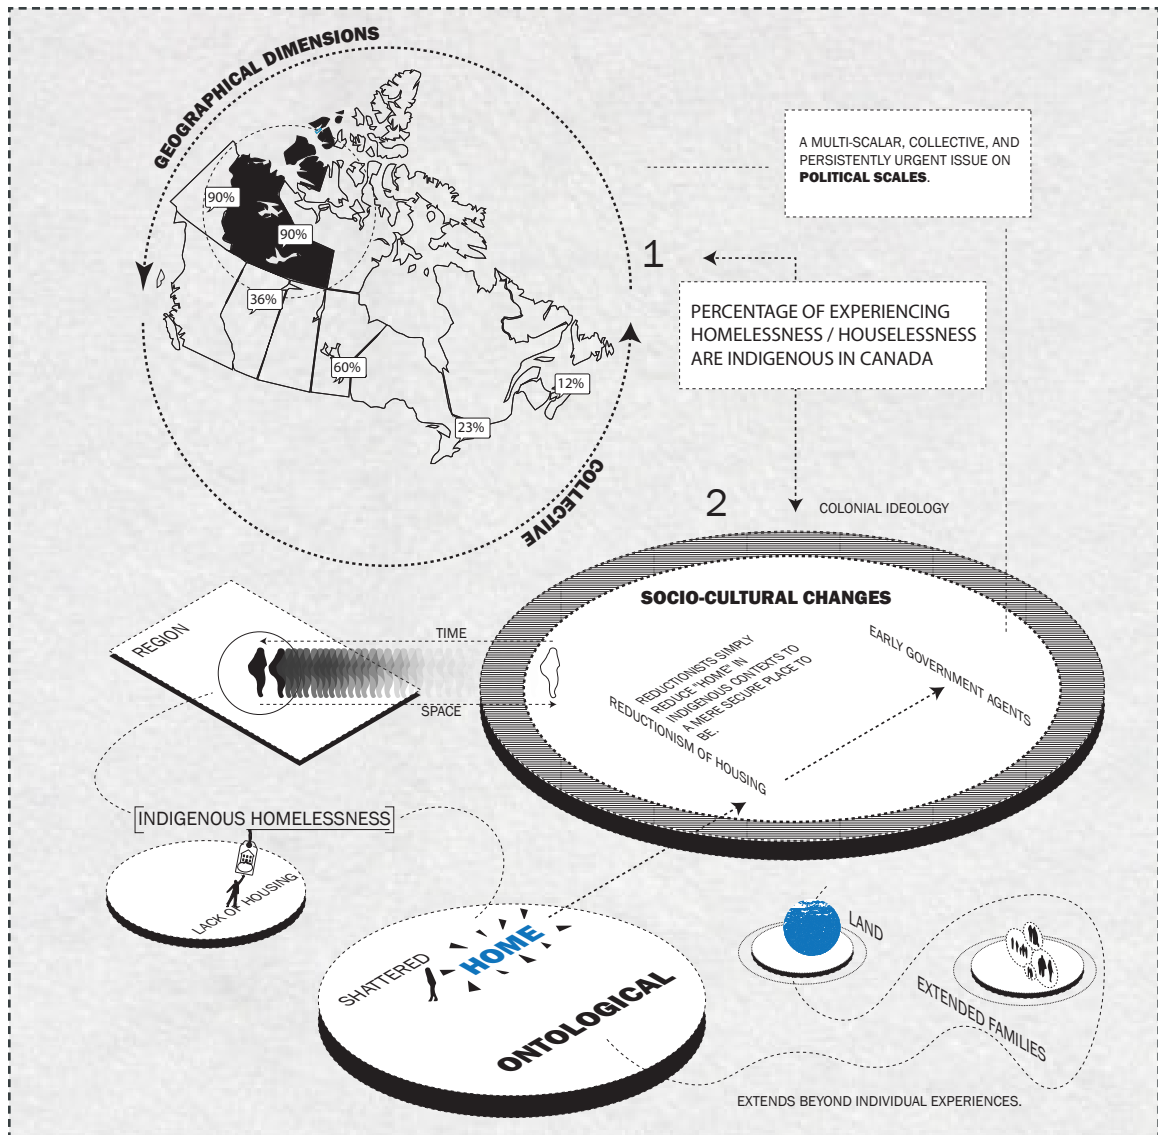 GEOGRAPHICAL DIMENSIONS
90%
90%
36%
60%
12%
23%
COLLECTIVE
A MULTI-SCALAR, COLLECTIVE, AND
PERSISTENTLY URGENT ISSUE ON
POLITICAL SCALES.
1
PERCENTAGE OF EXPERIENCING
HOMELESSNESS / HOUSELESSNESS
ARE INDIGENOUS IN CANADA
2
COLONIAL IDEOLOGY
SOCIO-CULTURAL CHANGES
REDUCTIONISTS SIMPLY
REDUCE "HOME' IN
INDIGENOUS CONTEXTS TO
A MERE SECURE PLACE TO
BE.
REDUCTIONISM OF HOUSING
EARLY GOVERNMENT AGENTS
REGION
TIME
SPACE
INDIGENOUS HOMELESSNESS
LACK OF HOUSING
SHATTERED
HOME
ONTOLOGICAL
LAND
EXTENDED FAMILIES
EXTENDS BEYOND INDIVIDUAL EXPERIENCES.